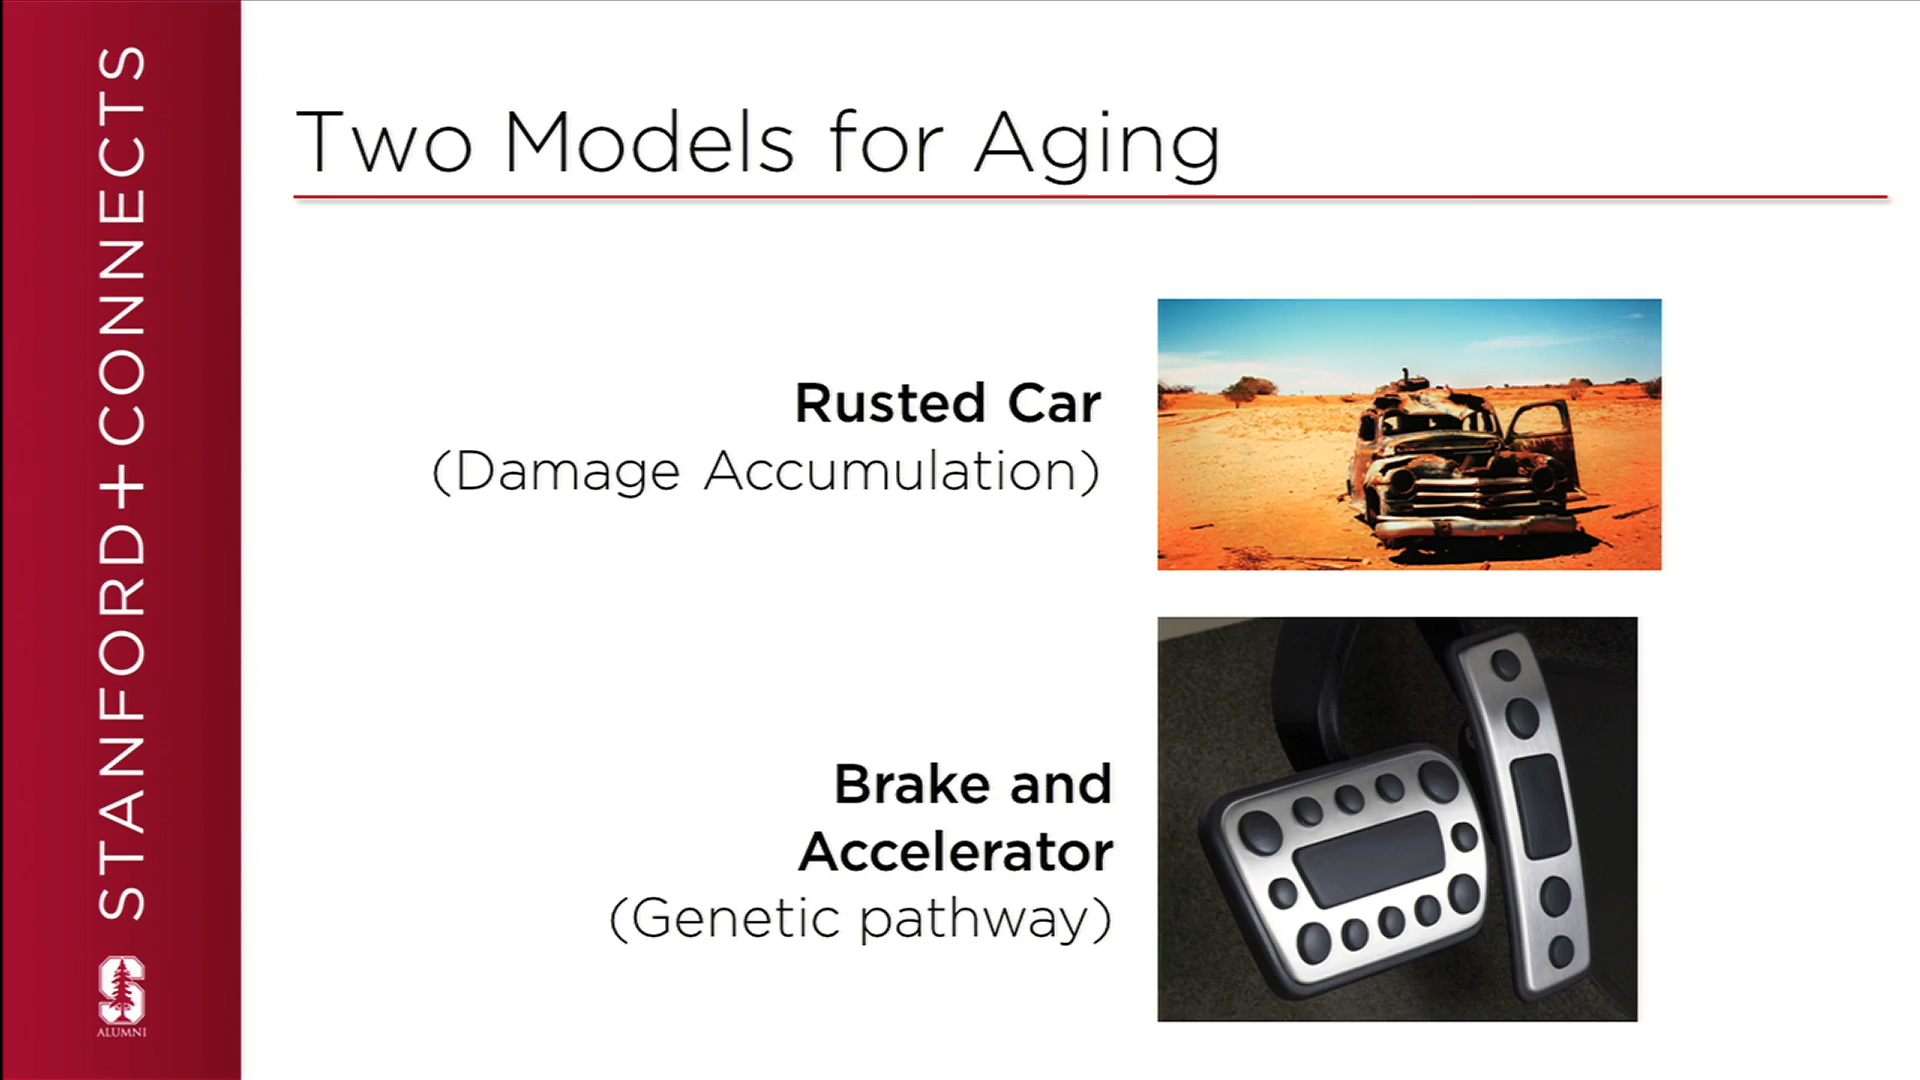 STANFORD+CONNECTS
S
ALUMNI
Two Models for Aging
Rusted Car
(Damage Accumulation)
Brake and
Accelerator
(Genetic pathway)